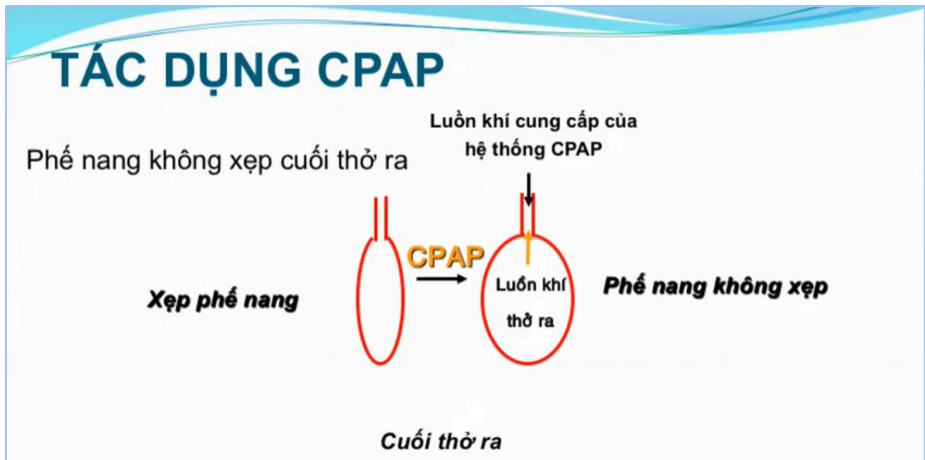 TÁC DỤNG CPAP
Luồn khí cung cấp của
hệ thống CPAP
Phế nang không xẹp cuối thở ra
CPAP
Xẹp phế nang
Luồn khí
thở ra
Phế nang không xẹp
Cuối thở ra